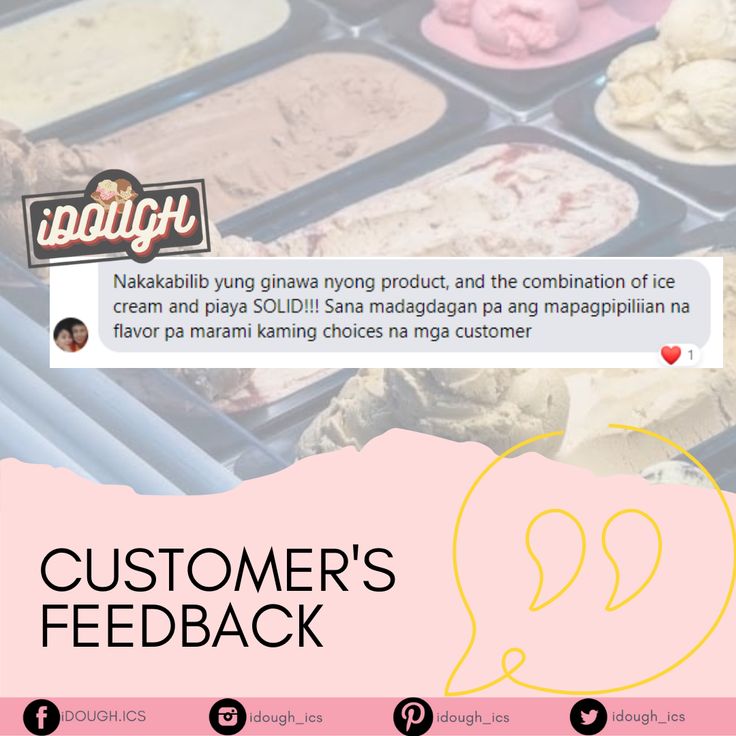 iDOUGH
Nakakabilib yung ginawa nyong product, and the combination of ice
cream and piaya SOLID!!! Sana madagdagan pa ang mapagpipiliian na
flavor pa marami kaming choices na mga customer
1
CUSTOMER'S
FEEDBACK
iDOUGH.ICS
idough_ics
idough_ics
idough_ics